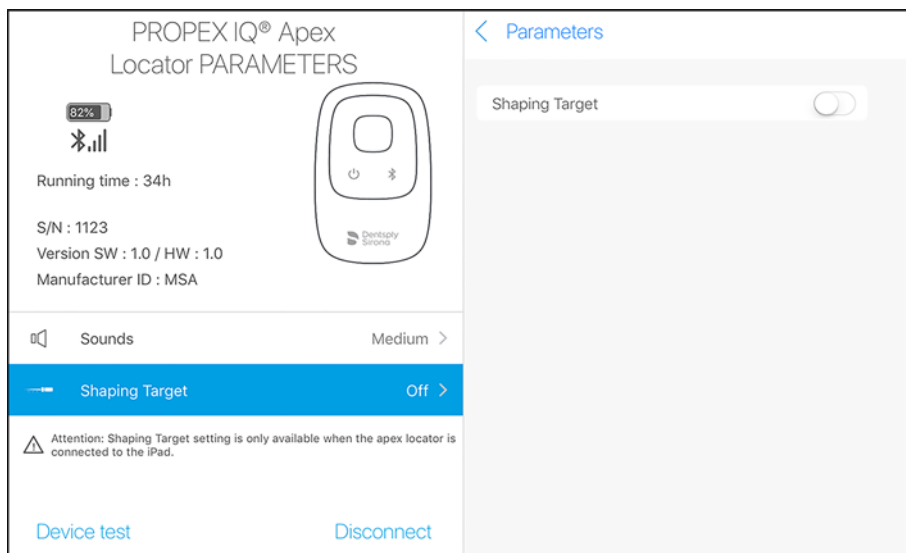 PROPEX IQ® Apex
Locator PARAMETERS
82%
Running time : 34h
S/N : 1123
Version SW : 1.0 / HW : 1.0
Manufacturer ID : MSA
Dentsply
Sirona
Sounds Medium >
Shaping Target Off >
Attention: Shaping Target setting is only available when the apex locator is
connected to the iPad.
Device test Disconnect
< Parameters
Shaping Target